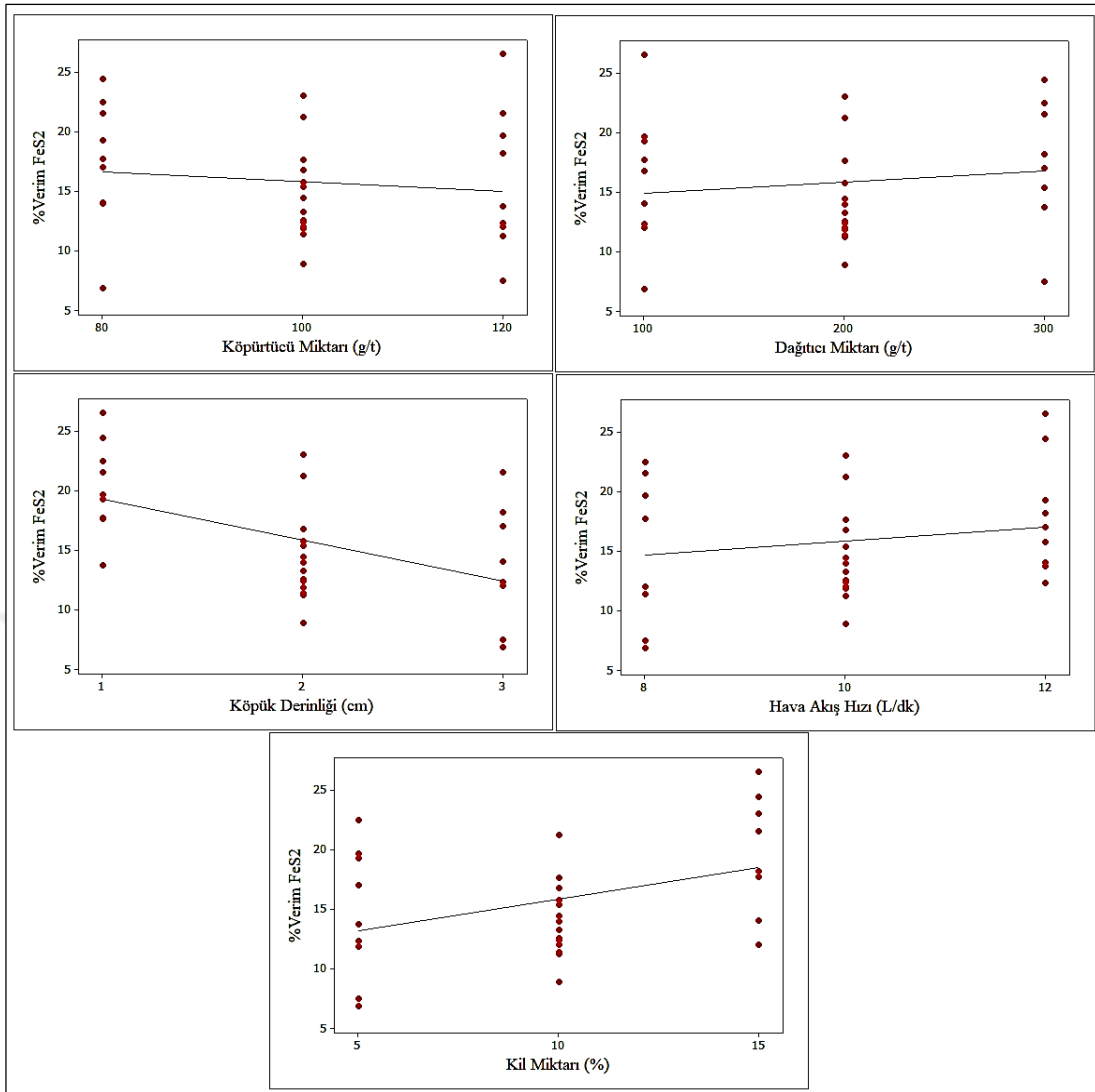 %Verim FeS2
25
20
15
10
5
80 100 120
Köpürtücü Miktarı (g/t)
%Verim FeS2
25
20
15
10
5
100 200 300
Dağıtıcı Miktarı (g/t)
%Verim FeS2
25
20
15
10
5
1 2 3
Köpük Derinliği (cm)
%Verim FeS2
25
20
15
10
5
8 10 12
Hava Akış Hızı (L/dk)
%Verim FeS2
25
20
15
10
5
5 10 15
Kil Miktarı (%)